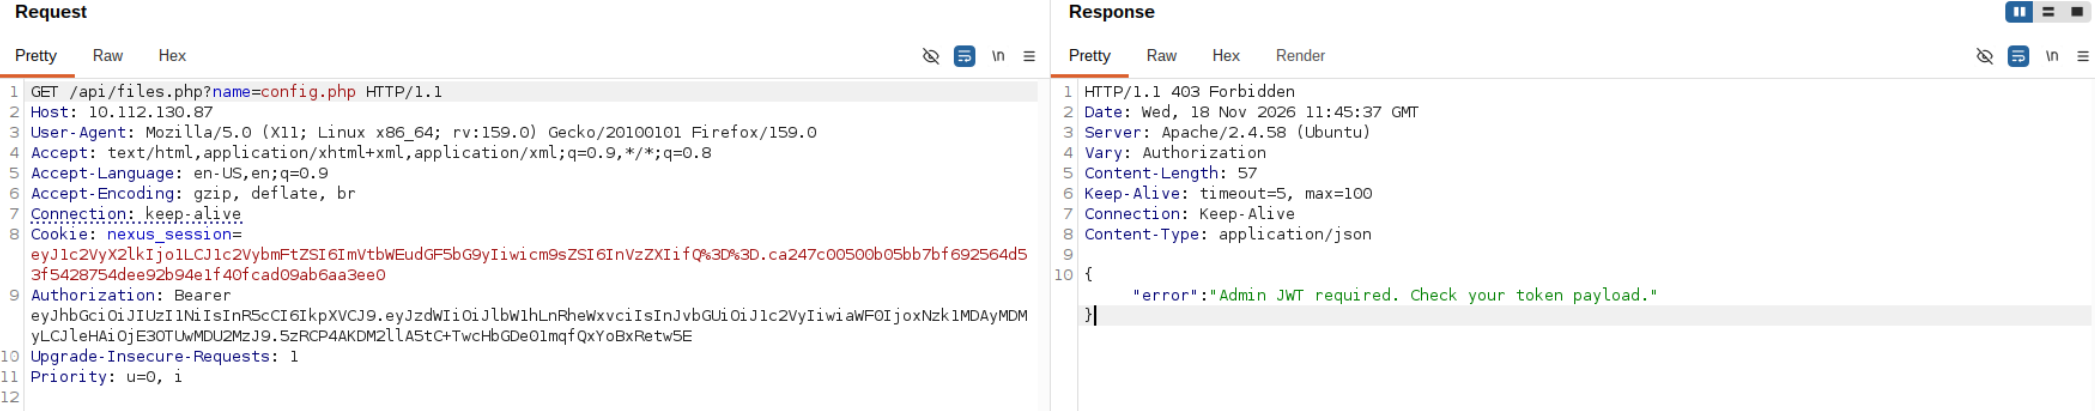 Request
Pretty Raw Hex \n
1 GET /api/files.php?name=config.php HTTP/1.1
2 Host: 10.112.130.87
3 User-Agent: Mozilla/5.0 (X11; Linux x86_64; rv:159.0) Gecko/20100101 Firefox/159.0
4 Accept: text/html,application/xhtml+xml,application/xml;q=0.9,*/*;q=0.8
5 Accept-Language: en-US,en;q=0.9
6 Accept-Encoding: gzip, deflate, br
7 Connection: keep-alive
8 Cookie: nexus_session=
eyJ1c2VyX2lkIjo1LCJ1c2VybmFtZSI6ImVtbWEudGF5bG9yIiwicm9sZSI6InVzZXIifQ%3D%3D.ca247c00500b05bb7bf692564d5
3f5428754dee92b94e1f40fcad09ab6aa3ee0
9 Authorization: Bearer
eyJhbGciOiJIUzI1NiIsInR5cCI6IkpXVCJ9.eyJzdWIiOiJlbW1hLnRheWxvciIsInJvbGUiOiJ1c2VyIiwiaWF0IjoxNzk1MDAyMDM
yLCJleHAiOjE3OTUwMDU2MzJ9.5zRCP4AKDM2llA5tC+TwcHbGDe01mqfQxYoBxRetw5E
10 Upgrade-Insecure-Requests: 1
11 Priority: u=0, i
12
Response
Pretty Raw Hex Render \n
1 HTTP/1.1 403 Forbidden
2 Date: Wed, 18 Nov 2026 11:45:37 GMT
3 Server: Apache/2.4.58 (Ubuntu)
4 Vary: Authorization
5 Content-Length: 57
6 Keep-Alive: timeout=5, max=100
7 Connection: Keep-Alive
8 Content-Type: application/json
9
10 {
"error":"Admin JWT required. Check your token payload."
}